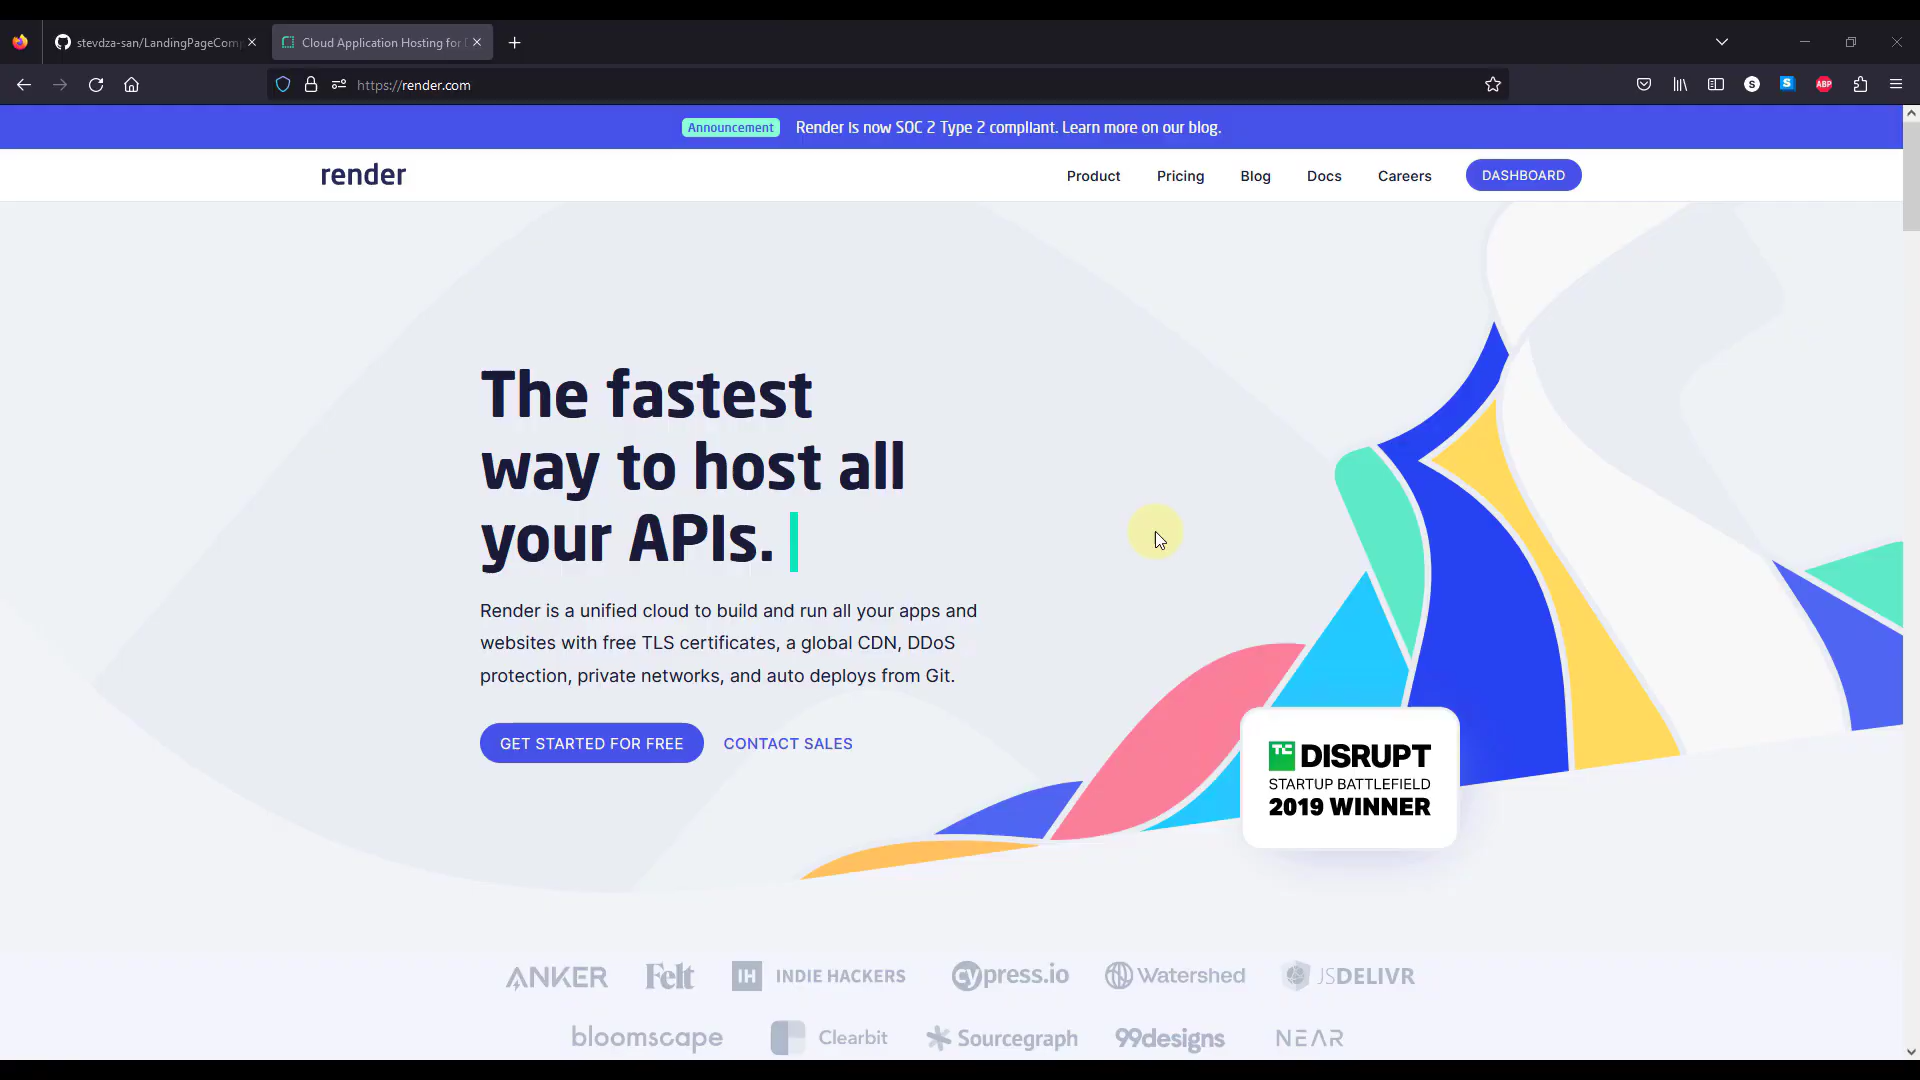 stevdza-san/LandingPageComp
Cloud Application Hosting for
https://render.com
S
S
ABP
Announcement Render is now SOC 2 Type 2 compliant. Learn more on our blog.
render
Product
Pricing
Blog
Docs
Careers
DASHBOARD
The fastest
way to host all
your APIs.
Render is a unified cloud to build and run all your apps and
websites with free TLS certificates, a global CDN, DDoS
protection, private networks, and auto deploys from Git.
GET STARTED FOR FREE
CONTACT SALES
TC DISRUPT
STARTUP BATTLEFIELD
2019 WINNER
ANKER
Felt
IH INDIE HACKERS
cypress.io
Watershed
JSDELIVR
bloomscape
Clearbit
Sourcegraph
99designs
NEAR